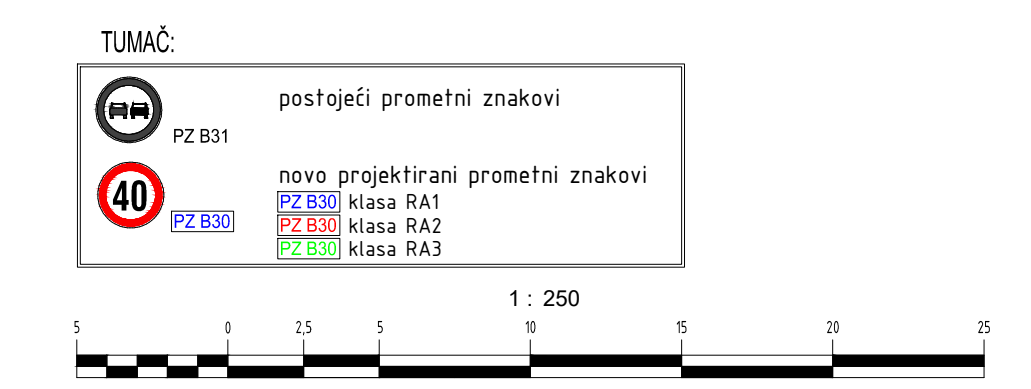 TUMAČ:
postojeći prometni znakovi
PZ B31
novo projektirani prometni znakovi
40
PZ B30
PZ B30 klasa RA1
PZ B30 klasa RA2
PZ B30 klasa RA3
1 : 250
5 0 2,5 5 10 15 20 25